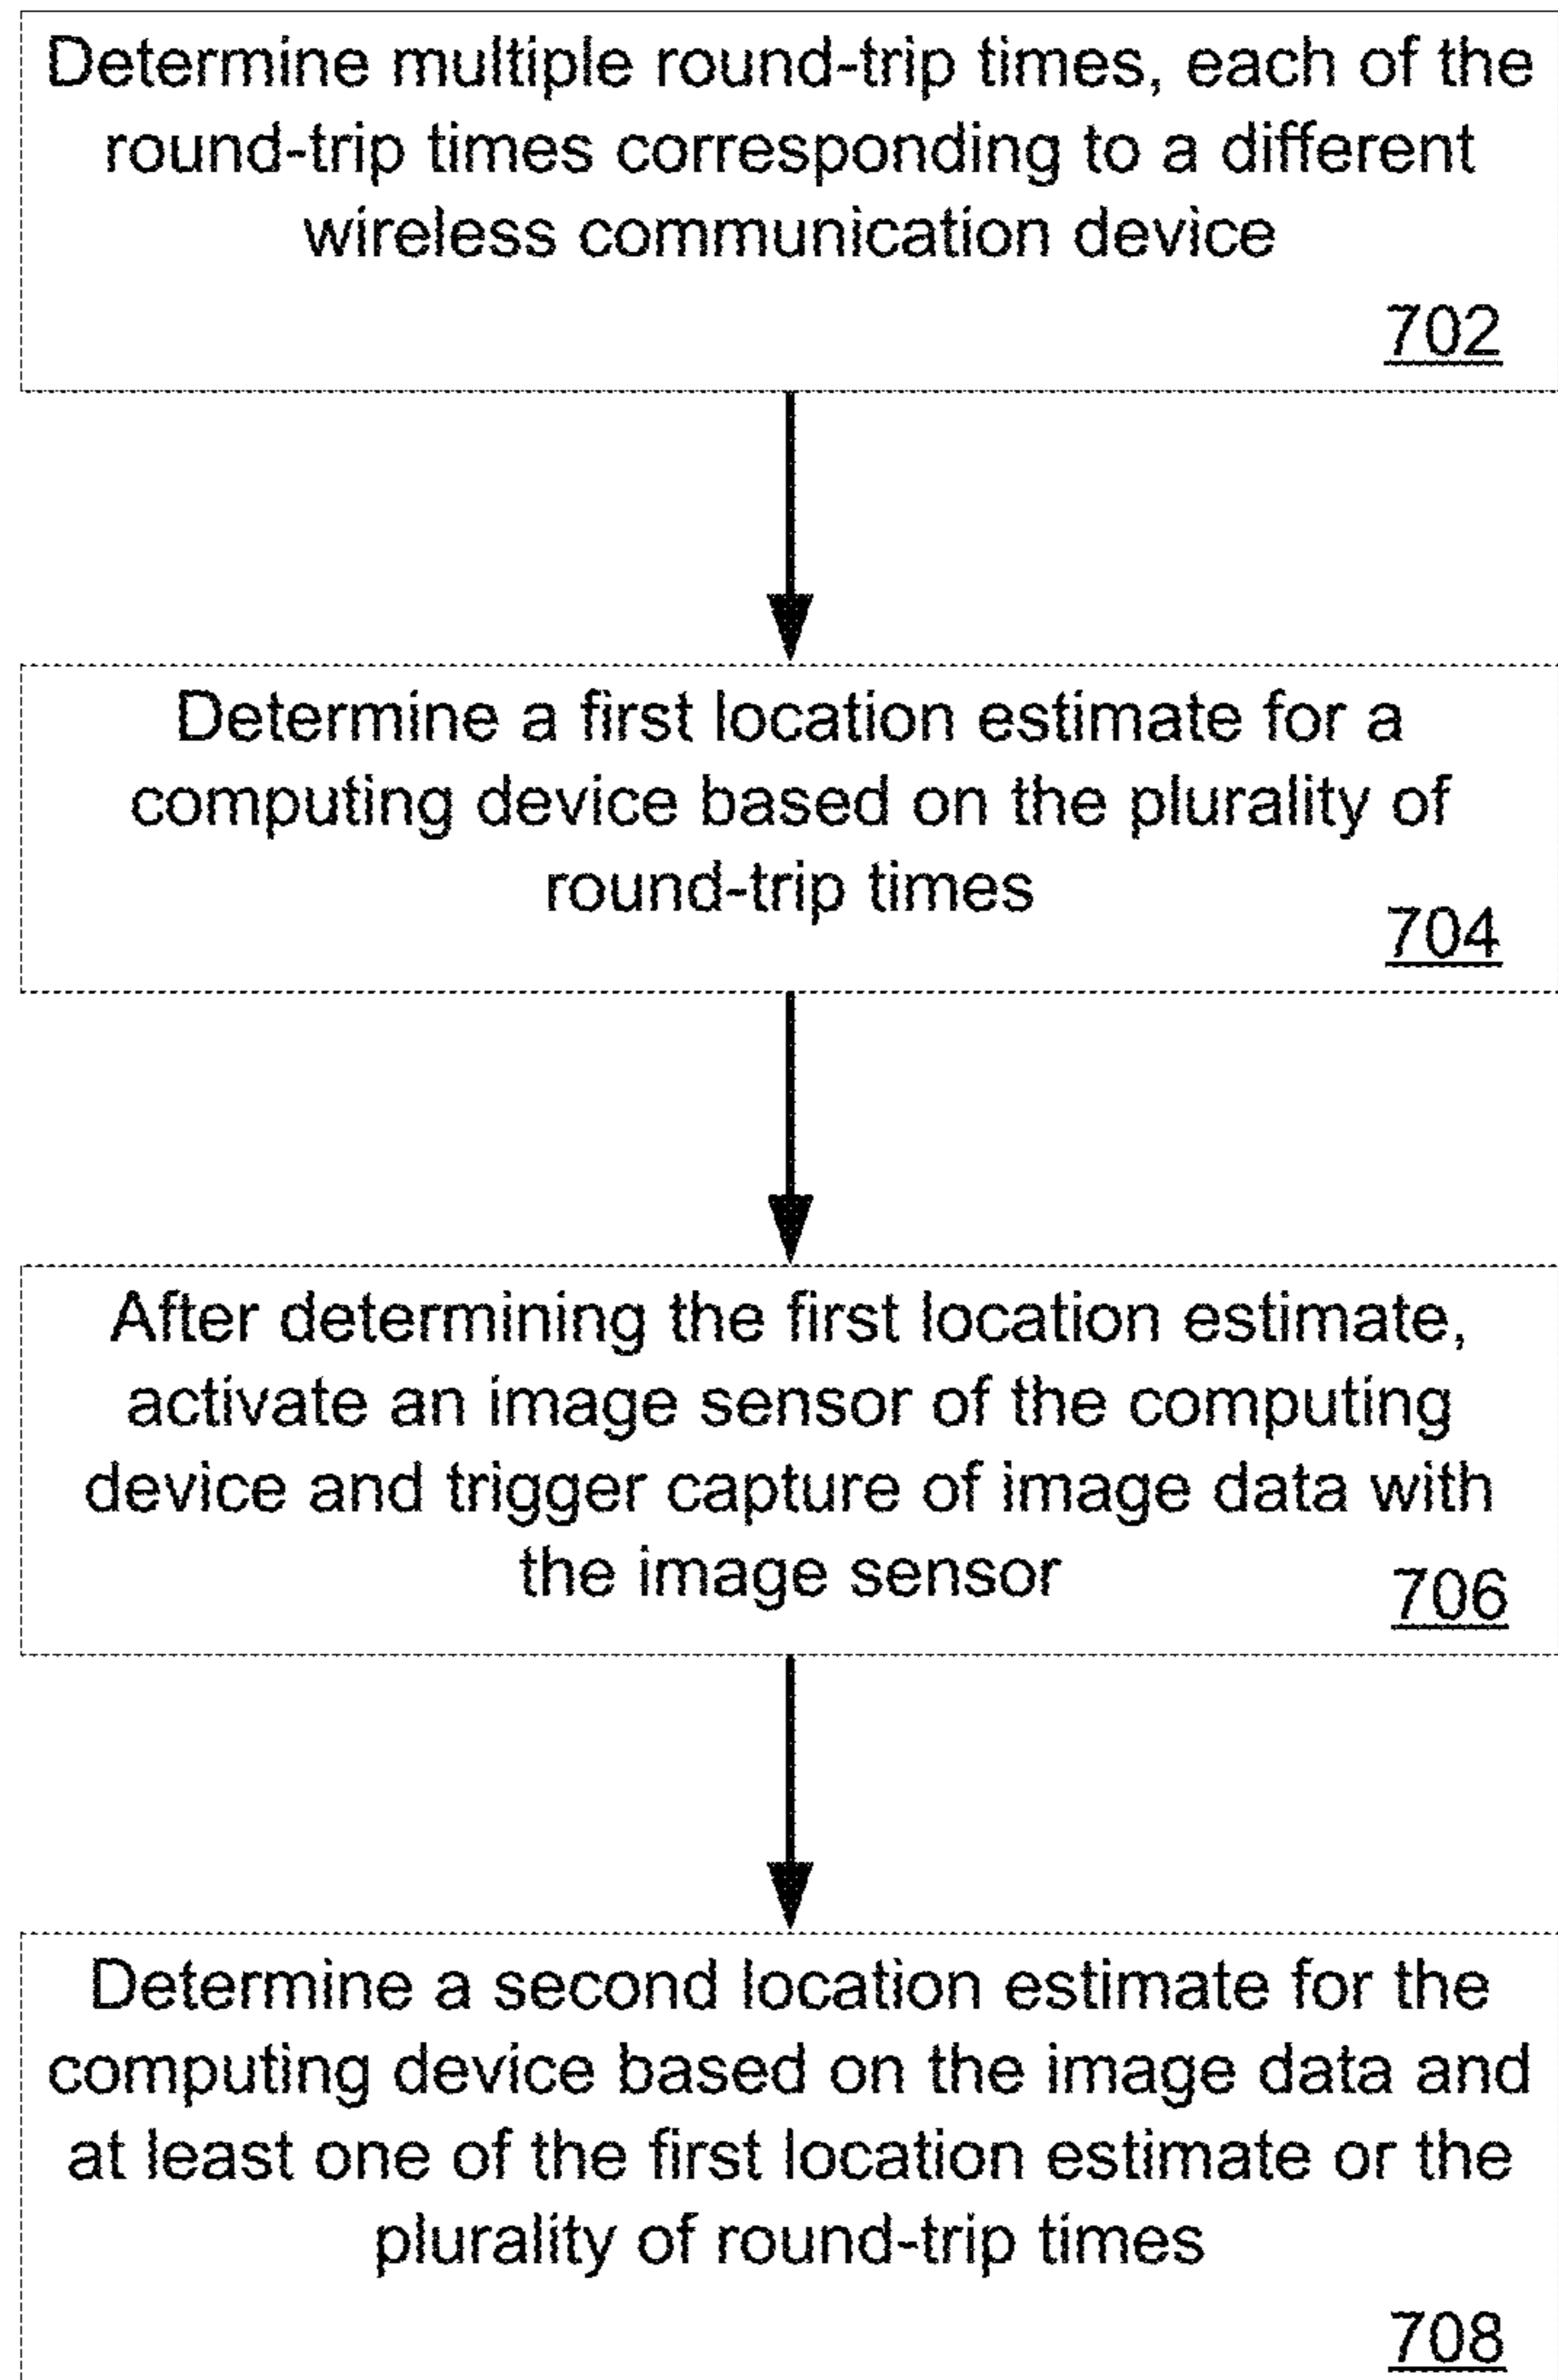 Determine multiple round-trip times, each of the
round-trip times corresponding to a different
wireless communication device
702
Determine a first location estimate for a
computing device based on the plurality of
round-trip times
704
After determining the first location estimate,
activate an image sensor of the computing
device and trigger capture of image data with
the image sensor
706
Determine a second location estimate for the
computing device based on the image data and
at least one of the first location estimate or the
plurality of round-trip times
708